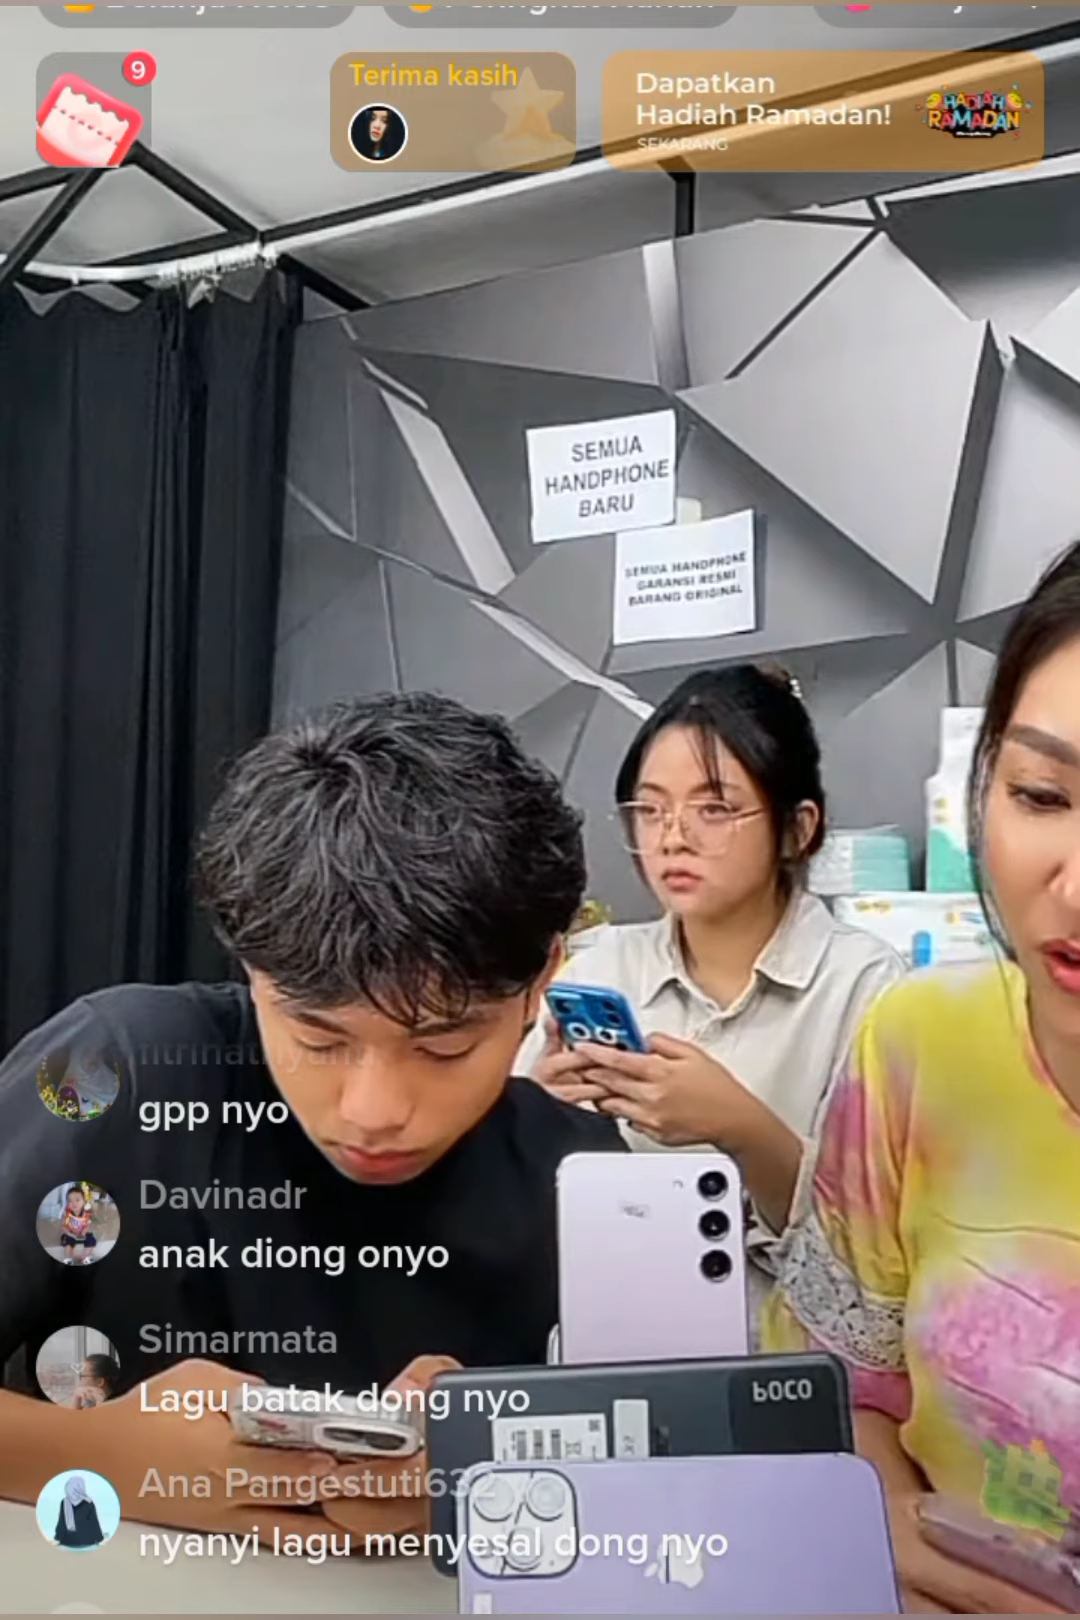 9
Terima kasih
Dapatkan
Hadiah Ramadan!
SEKARANG
HADIAH
RAMADAN
SEMUA
HANDPHONE
BARU
SEMUA HANDPHONE
GARANSI RESMI
BARANG ORIGINAL
gpp nyo
Davinadr
anak diong onyo
Simarmata
Lagu batak dong nyo
POCO
Ana Pangestuti632
nyanyi lagu menyesal dong nyo